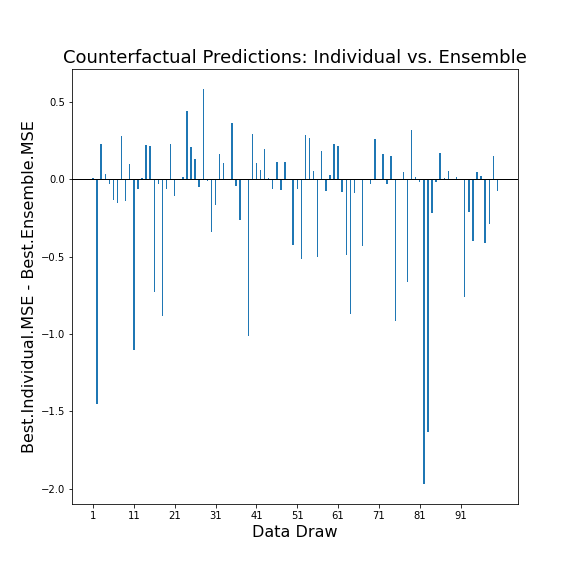 Counterfactual Predictions: Individual vs. Ensemble
Best.Individual.MSE - Best.Ensemble.MSE
0.5
0.0
−0.5
−1.0
−1.5
−2.0
1 11 21 31 41 51 61 71 81 91
Data Draw